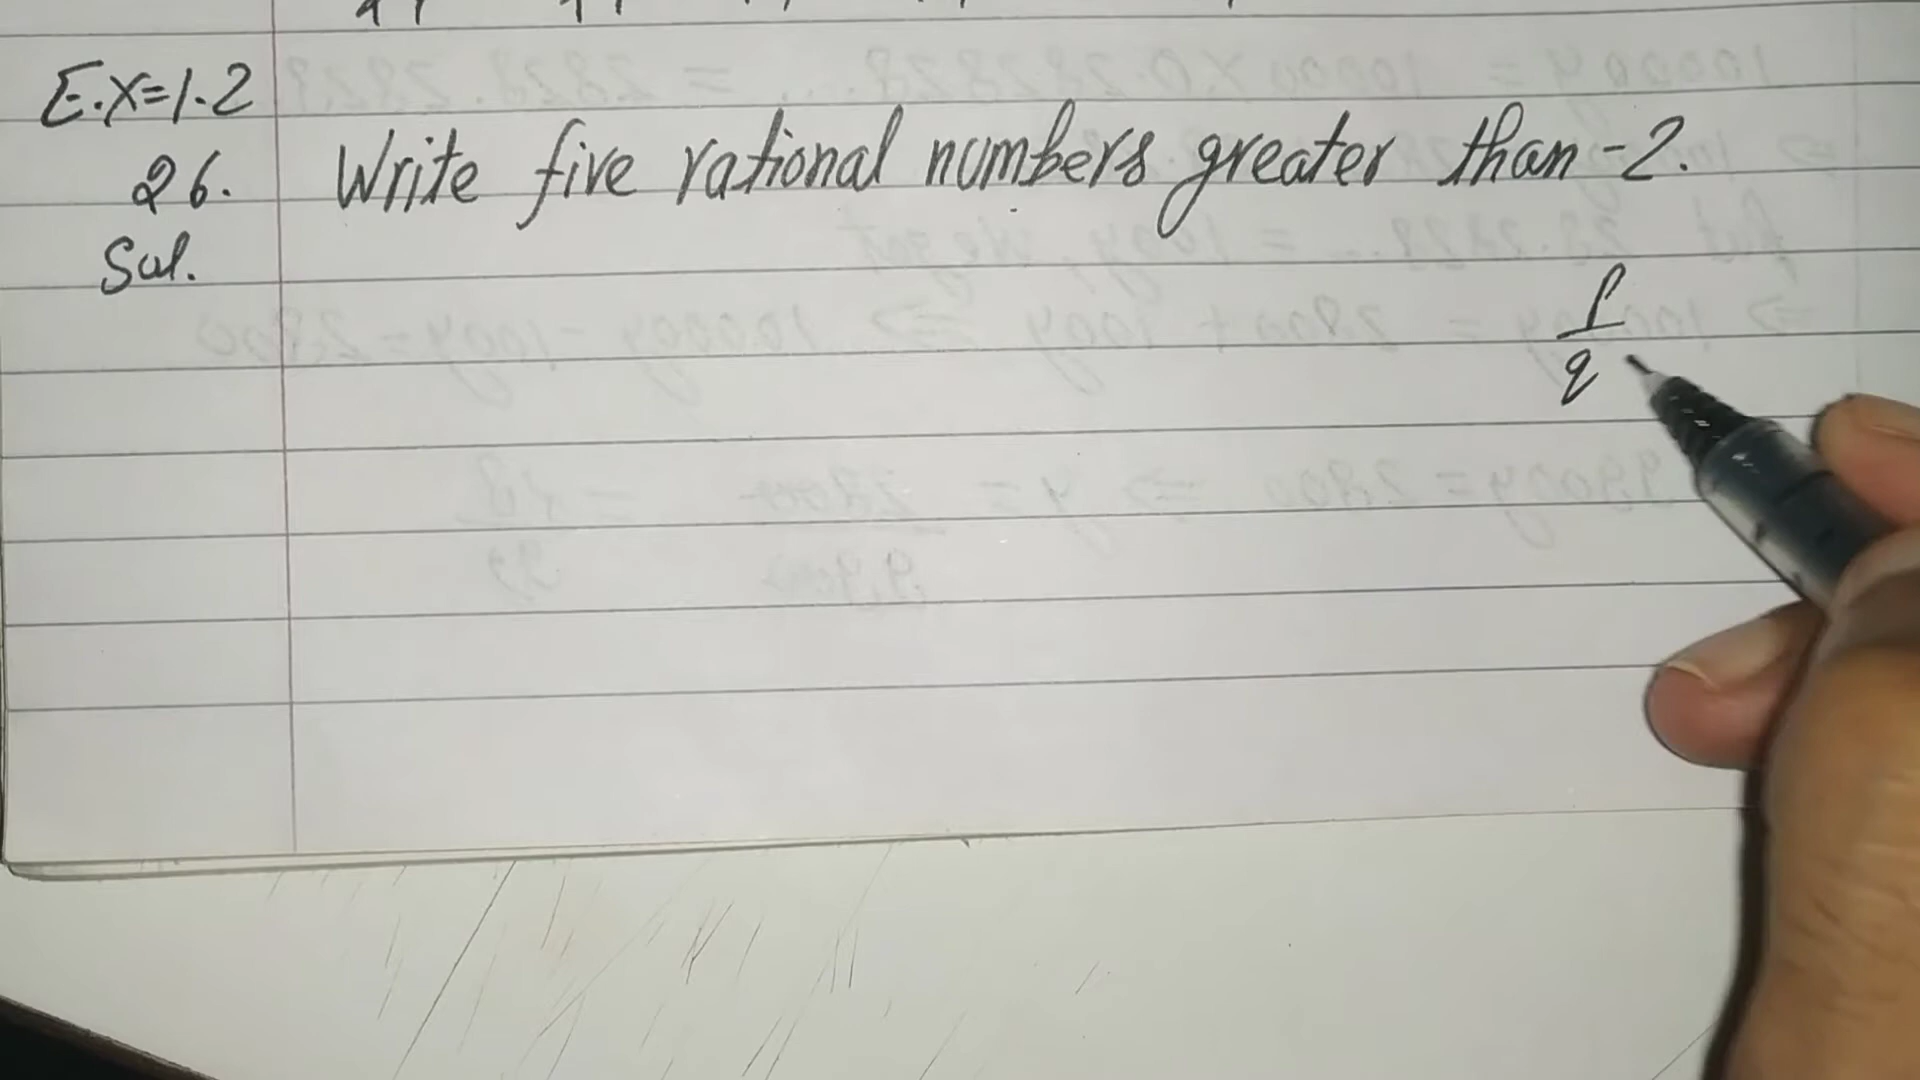 E.x=1.2
26. Write five rational numbers greater than -2.
Sol.
p
q